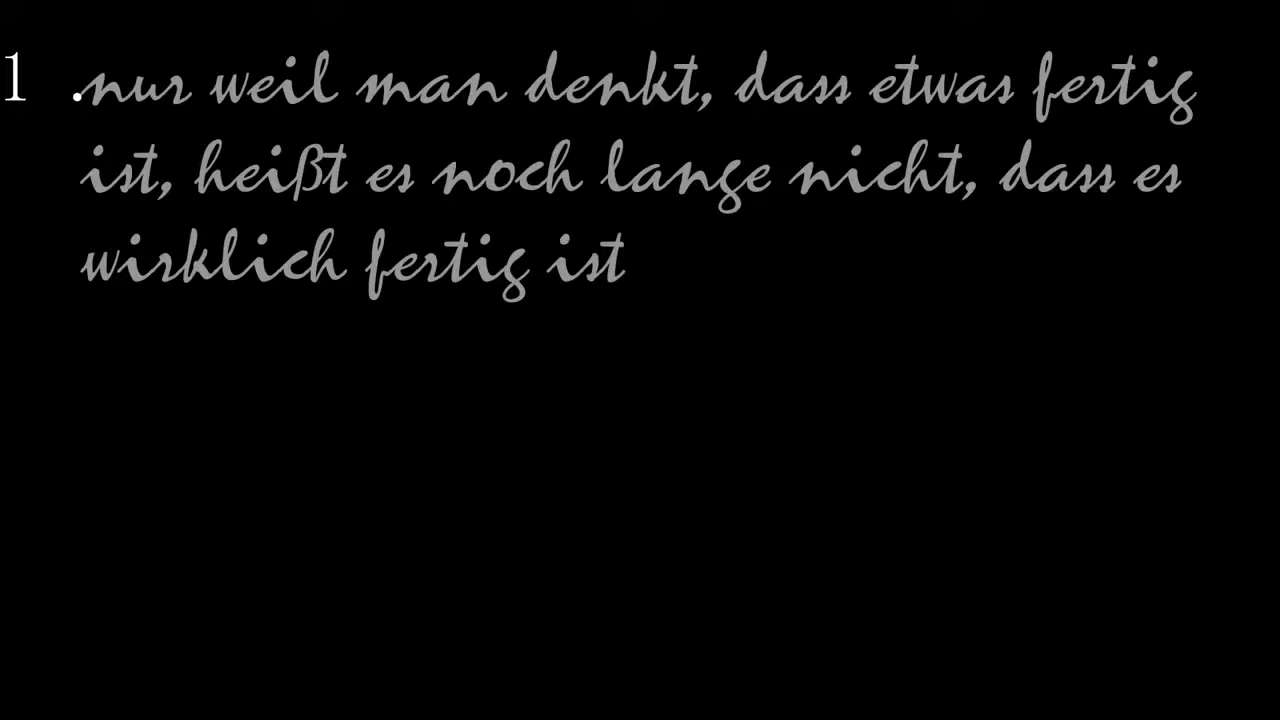 1 .nur weil man denkt, dass etwas fertig
ist, heißt es noch lange nicht, dass es
wirklich fertig ist